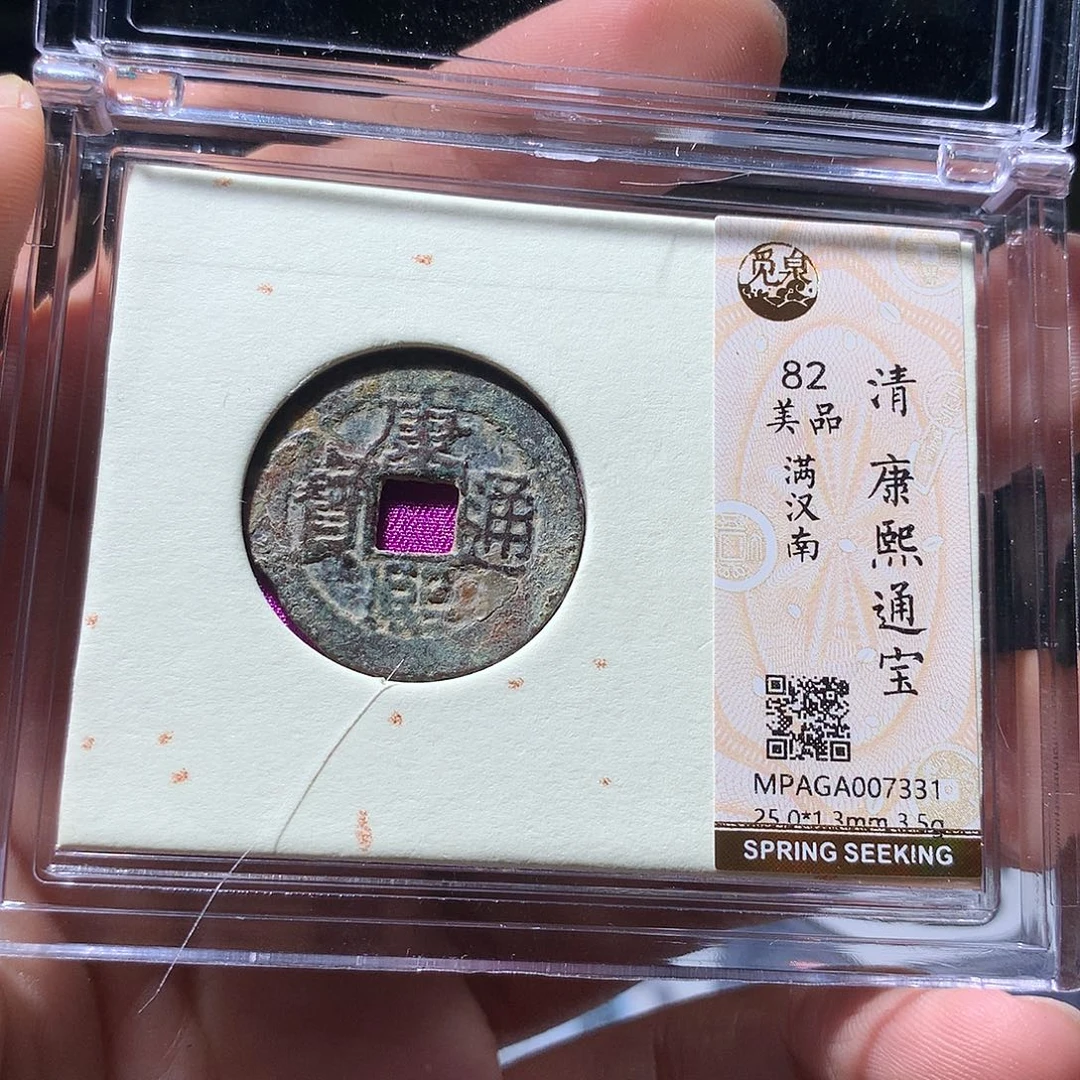 康熙通寳
觅泉
清康熙通宝
82
美品
满汉南
MPAGA007331
25.0*1.3mm 3.5g
SPRING SEEKING